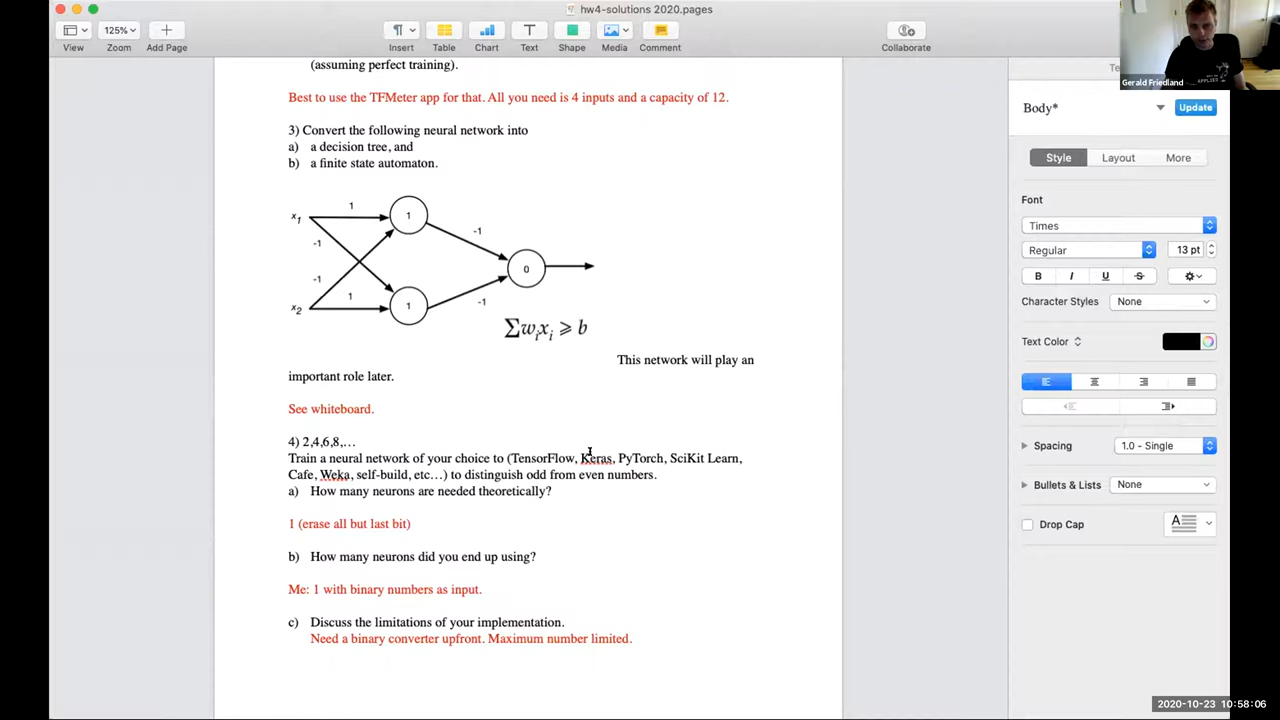 hw4-solutions 2020.pages
View
125%
Zoom
Add Page
Insert
Table
Chart
Text
Shape
Media
Comment
Collaborate
Gerald Friedland
(assuming perfect training).
Best to use the TFMeter app for that. All you need is 4 inputs and a capacity of 12.
3) Convert the following neural network into
a) a decision tree, and
b) a finite state automaton.
x1
1
1
-1
-1
0
-1
1
x2
1
-1
∑wixi ⩾ b
This network will play an
important role later.
See whiteboard.
4) 2,4,6,8,…
Train a neural network of your choice to (TensorFlow, Keras, PyTorch, SciKit Learn,
Cafe, Weka, self-build, etc…) to distinguish odd from even numbers.
a) How many neurons are needed theoretically?
1 (erase all but last bit)
b) How many neurons did you end up using?
Me: 1 with binary numbers as input.
c) Discuss the limitations of your implementation.
Need a binary converter upfront. Maximum number limited.
Body*
Update
Style
Layout
More
Font
Times
Regular
13 pt
B I U S
Character Styles
None
Text Color
Spacing
1.0 - Single
Bullets & Lists
None
Drop Cap
A
2020-10-23 10:58:06